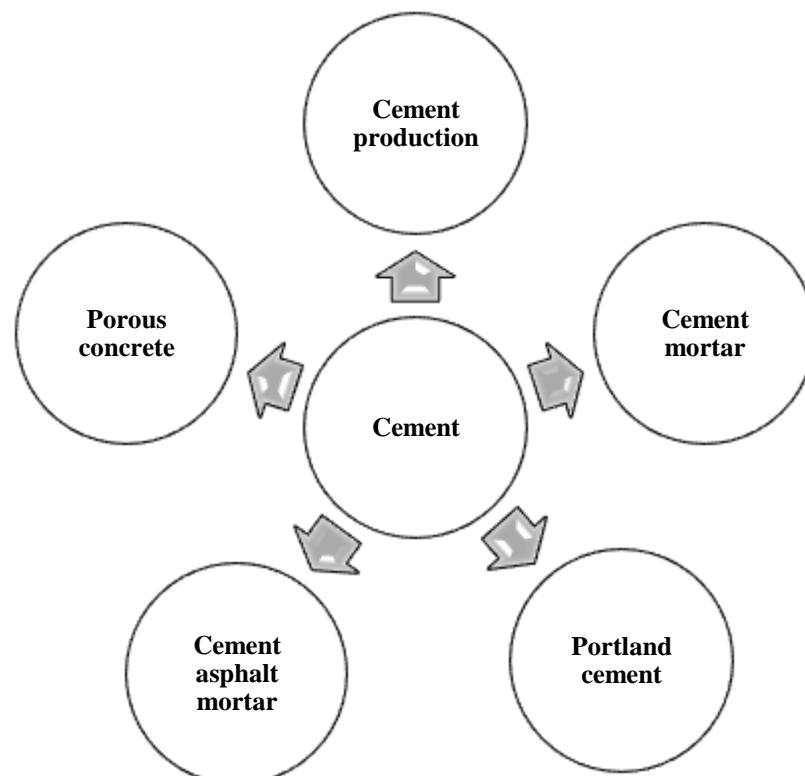 Cement
production
Porous
concrete
Cement
mortar
Cement
Cement
asphalt
mortar
Portland
cement